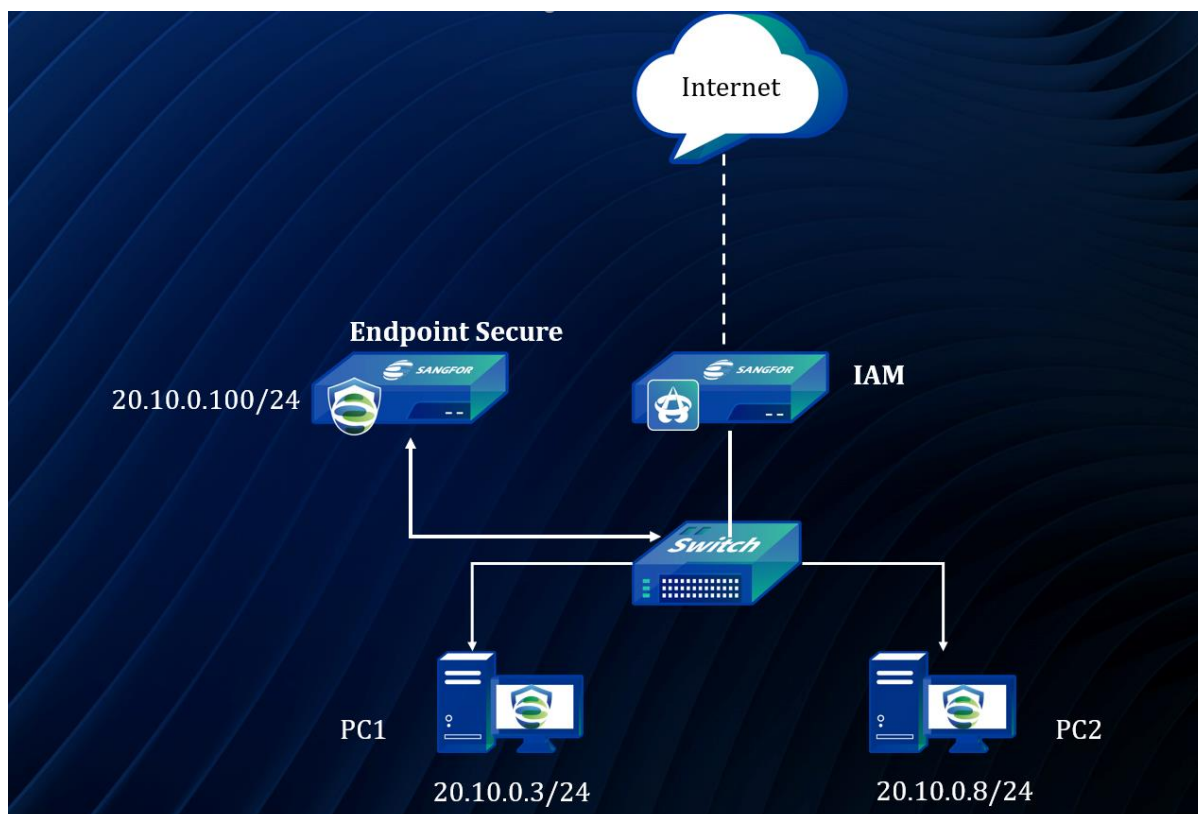 Internet
Endpoint Secure
SANGFOR
SANGFOR
IAM
20.10.0.100/24
Switch
PC1
PC2
20.10.0.3/24
20.10.0.8/24